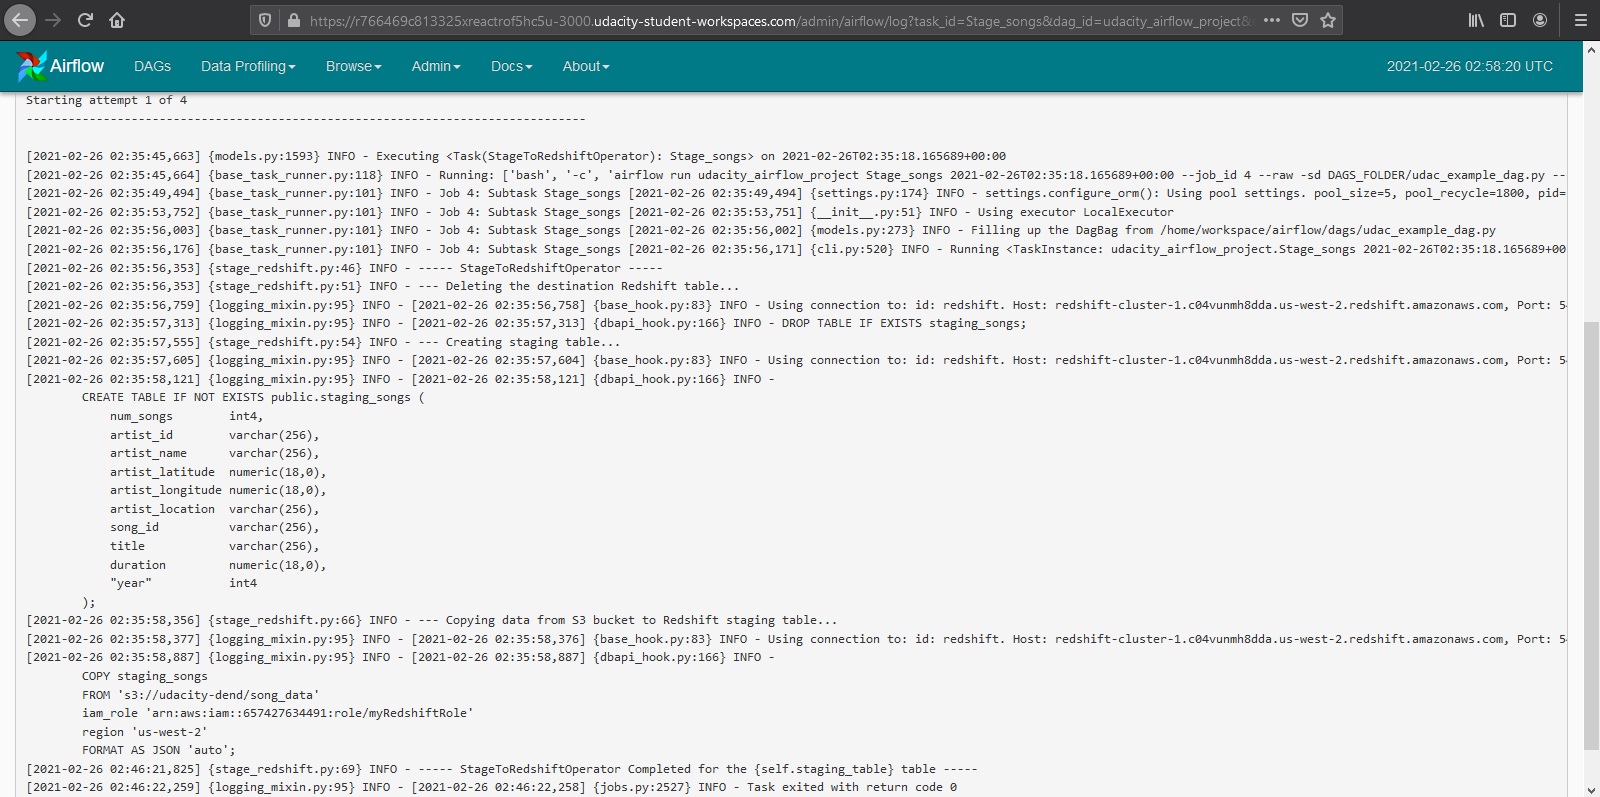 https://r766469c813325xreactrof5hc5u-3000.udacity-student-workspaces.com/admin/airflow/log?task_id=Stage_songs&dag_id=udacity_airflow_project&
Airflow DAGs Data Profiling Browse Admin Docs About 2021-02-26 02:58:20 UTC
Starting attempt 1 of 4
--------------------------------------------------------------------------------
[2021-02-26 02:35:45,663] {models.py:1593} INFO - Executing <Task(StageToRedshiftOperator): Stage_songs> on 2021-02-26T02:35:18.165689+00:00
[2021-02-26 02:35:45,664] {base_task_runner.py:118} INFO - Running: ['bash', '-c', 'airflow run udacity_airflow_project Stage_songs 2021-02-26T02:35:18.165689+00:00 --job_id 4 --raw -sd DAGS_FOLDER/udac_example_dag.py --
[2021-02-26 02:35:49,494] {base_task_runner.py:101} INFO - Job 4: Subtask Stage_songs [2021-02-26 02:35:49,494] {settings.py:174} INFO - settings.configure_orm(): Using pool settings. pool_size=5, pool_recycle=1800, pid=
[2021-02-26 02:35:53,752] {base_task_runner.py:101} INFO - Job 4: Subtask Stage_songs [2021-02-26 02:35:53,751] {__init__.py:51} INFO - Using executor LocalExecutor
[2021-02-26 02:35:56,003] {base_task_runner.py:101} INFO - Job 4: Subtask Stage_songs [2021-02-26 02:35:56,002] {models.py:273} INFO - Filling up the DagBag from /home/workspace/airflow/dags/udac_example_dag.py
[2021-02-26 02:35:56,176] {base_task_runner.py:101} INFO - Job 4: Subtask Stage_songs [2021-02-26 02:35:56,171] {cli.py:520} INFO - Running <TaskInstance: udacity_airflow_project.Stage_songs 2021-02-26T02:35:18.165689+00
[2021-02-26 02:35:56,353] {stage_redshift.py:46} INFO - ----- StageToRedshiftOperator -----
[2021-02-26 02:35:56,353] {stage_redshift.py:51} INFO - --- Deleting the destination Redshift table...
[2021-02-26 02:35:56,759] {logging_mixin.py:95} INFO - [2021-02-26 02:35:56,758] {base_hook.py:83} INFO - Using connection to: id: redshift. Host: redshift-cluster-1.c04vunmh8dda.us-west-2.redshift.amazonaws.com, Port: 54
[2021-02-26 02:35:57,313] {logging_mixin.py:95} INFO - [2021-02-26 02:35:57,313] {dbapi_hook.py:166} INFO - DROP TABLE IF EXISTS staging_songs;
[2021-02-26 02:35:57,555] {stage_redshift.py:54} INFO - --- Creating staging table...
[2021-02-26 02:35:57,605] {logging_mixin.py:95} INFO - [2021-02-26 02:35:57,604] {base_hook.py:83} INFO - Using connection to: id: redshift. Host: redshift-cluster-1.c04vunmh8dda.us-west-2.redshift.amazonaws.com, Port: 54
[2021-02-26 02:35:58,121] {logging_mixin.py:95} INFO - [2021-02-26 02:35:58,121] {dbapi_hook.py:166} INFO -
CREATE TABLE IF NOT EXISTS public.staging_songs (
num_songs int4,
artist_id varchar(256),
artist_name varchar(256),
artist_latitude numeric(18,0),
artist_longitude numeric(18,0),
artist_location varchar(256),
song_id varchar(256),
title varchar(256),
duration numeric(18,0),
"year" int4
);
[2021-02-26 02:35:58,356] {stage_redshift.py:66} INFO - --- Copying data from S3 bucket to Redshift staging table...
[2021-02-26 02:35:58,377] {logging_mixin.py:95} INFO - [2021-02-26 02:35:58,376] {base_hook.py:83} INFO - Using connection to: id: redshift. Host: redshift-cluster-1.c04vunmh8dda.us-west-2.redshift.amazonaws.com, Port: 54
[2021-02-26 02:35:58,887] {logging_mixin.py:95} INFO - [2021-02-26 02:35:58,887] {dbapi_hook.py:166} INFO -
COPY staging_songs
FROM 's3://udacity-dend/song_data'
iam_role 'arn:aws:iam::657427634491:role/myRedshiftRole'
region 'us-west-2'
FORMAT AS JSON 'auto';
[2021-02-26 02:46:21,825] {stage_redshift.py:69} INFO - ----- StageToRedshiftOperator Completed for the {self.staging_table} table -----
[2021-02-26 02:46:22,259] {logging_mixin.py:95} INFO - [2021-02-26 02:46:22,258] {jobs.py:2527} INFO - Task exited with return code 0